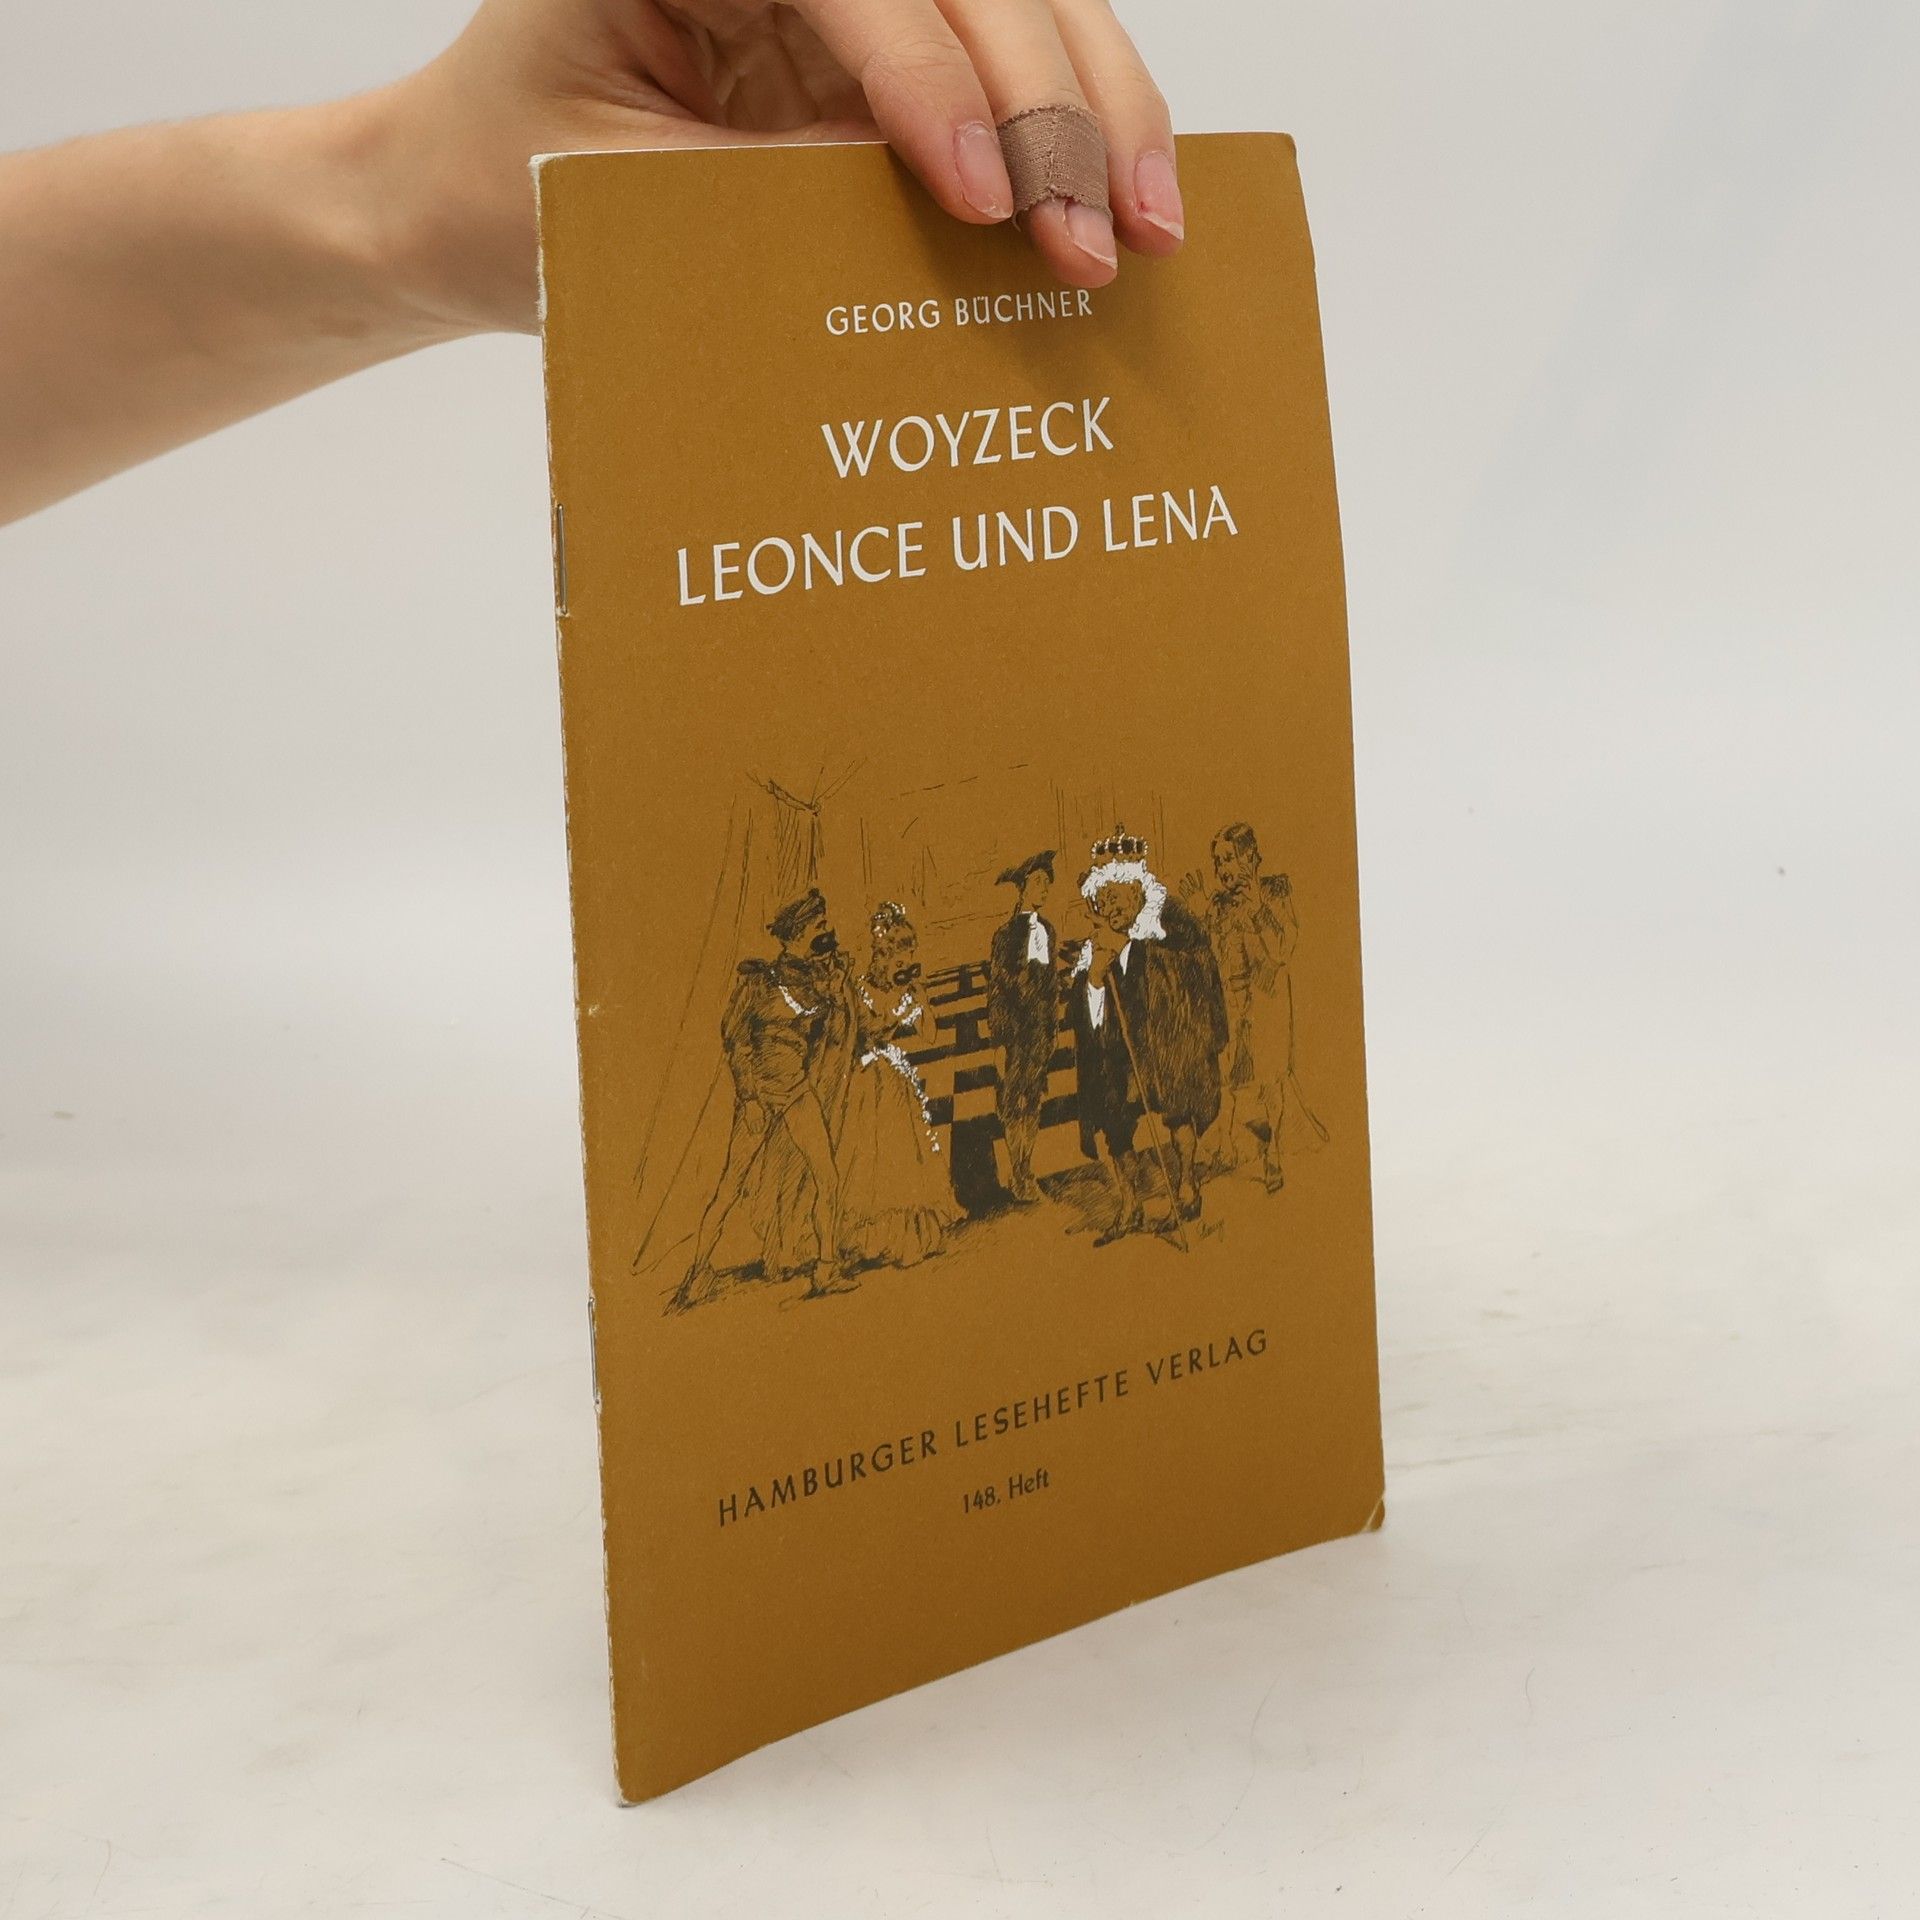 GEORG BÜCHNER
WOYZECK
LEONCE UND LENA
HAMBURGER LESEHEFTE VERLAG
148. Heft